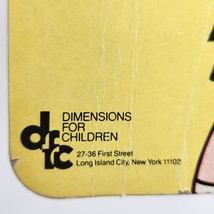 dfc
DIMENSIONS
FOR
CHILDREN
27-36 First Street
Long Island City, New York 11102